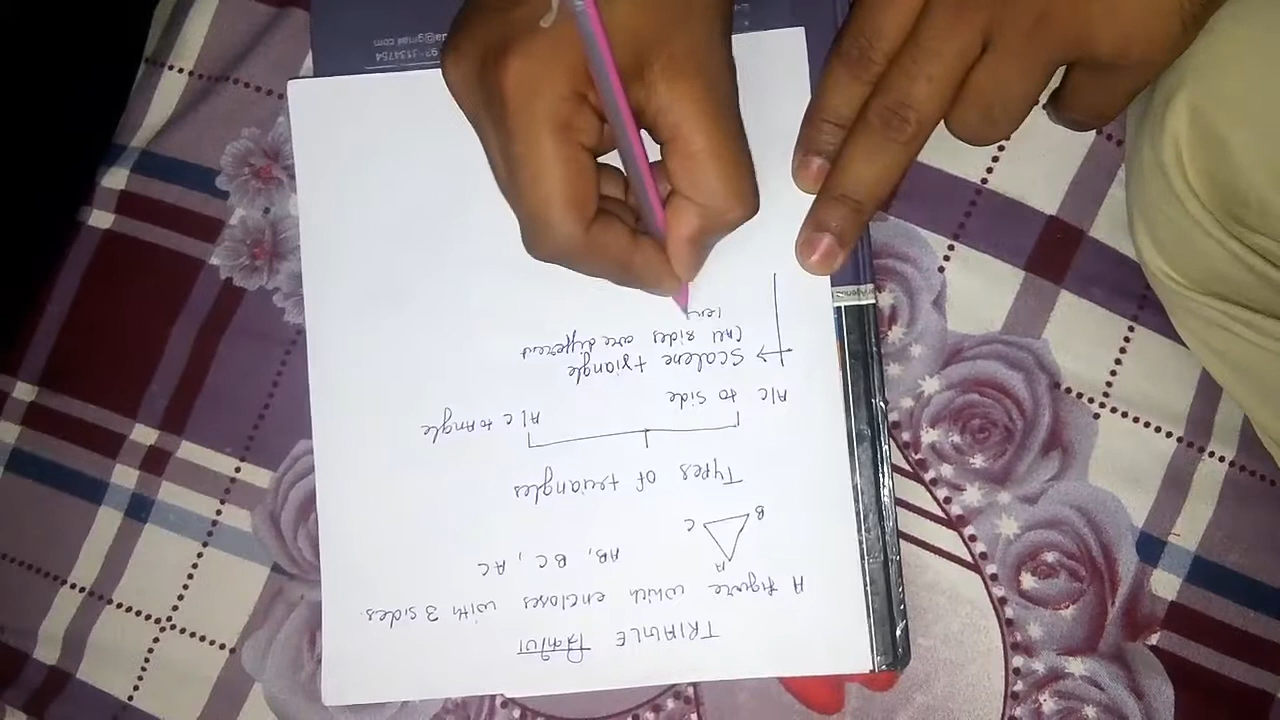 TRIANGLE त्रिभुज
A figure which encloses with 3 sides.
A
B C
AB, BC, AC
Types of triangles
A/c to side A/c to Angle
→ Scalene triangle
(All sides are different
len